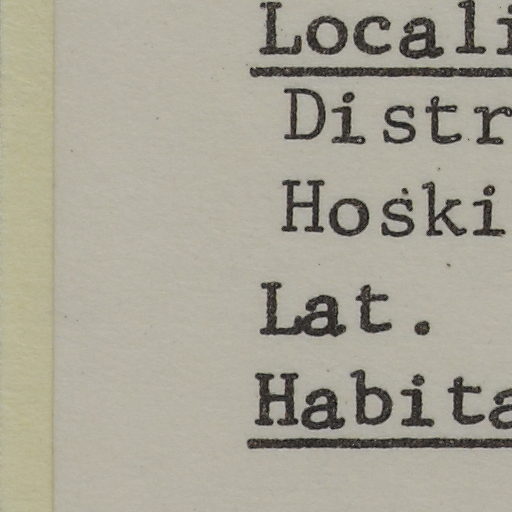 Locali
Distr
Hoski
Lat.
Habita